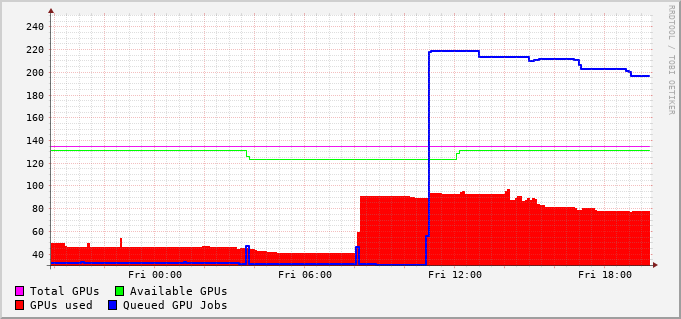 RRDTOOL / TOBI OETIKER
240
220
200
180
160
140
120
100
80
60
40
Fri 00:00 Fri 06:00 Fri 12:00 Fri 18:00
Total GPUs Available GPUs
GPUs used Queued GPU Jobs